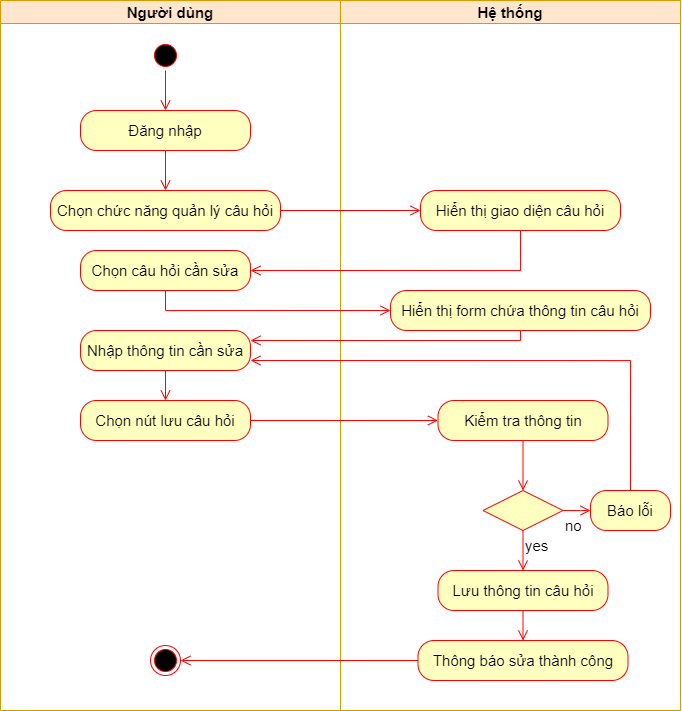 Người dùng
Hệ thống
Đăng nhập
Chọn chức năng quản lý câu hỏi
Hiển thị giao diện câu hỏi
Chọn câu hỏi cần sửa
Hiển thị form chứa thông tin câu hỏi
Nhập thông tin cần sửa
Chọn nút lưu câu hỏi
Kiểm tra thông tin
Báo lỗi
no
yes
Lưu thông tin câu hỏi
Thông báo sửa thành công